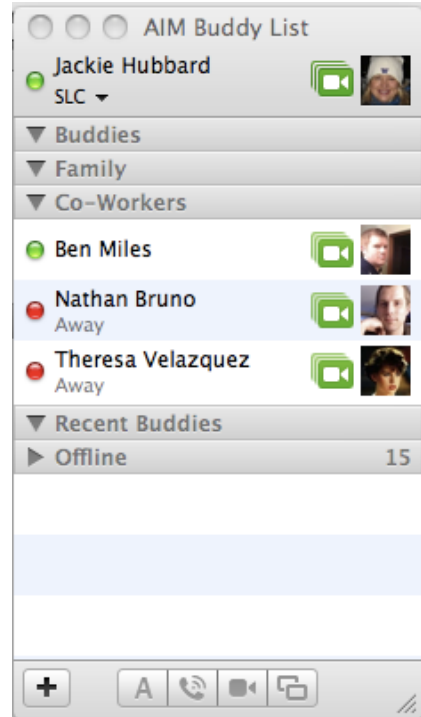 AIM Buddy List
Jackie Hubbard
SLC
Buddies
Family
Co-Workers
Ben Miles
Nathan Bruno
Away
Theresa Velazquez
Away
Recent Buddies
Offline 15
A